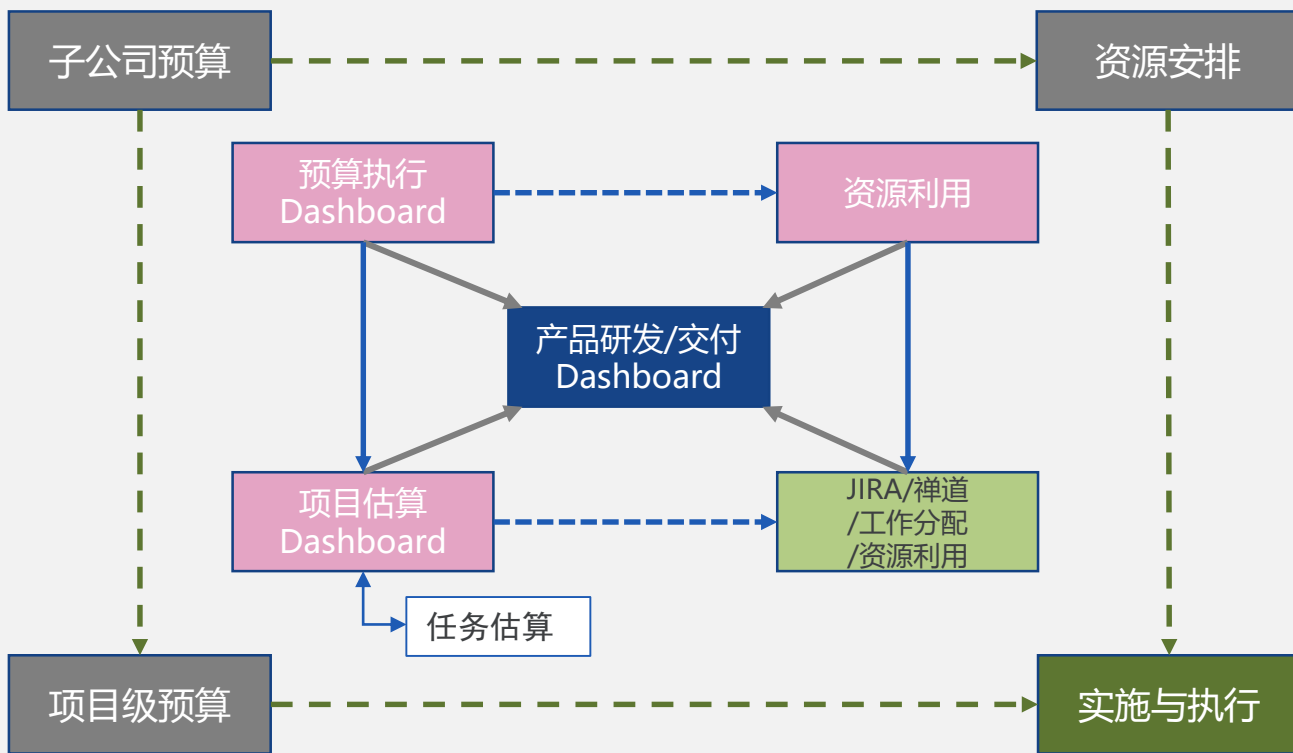 子公司预算
资源安排
预算执行
Dashboard
资源利用
产品研发/交付
Dashboard
项目估算
Dashboard
JIRA/禅道
/工作分配
/资源利用
任务估算
项目级预算
实施与执行